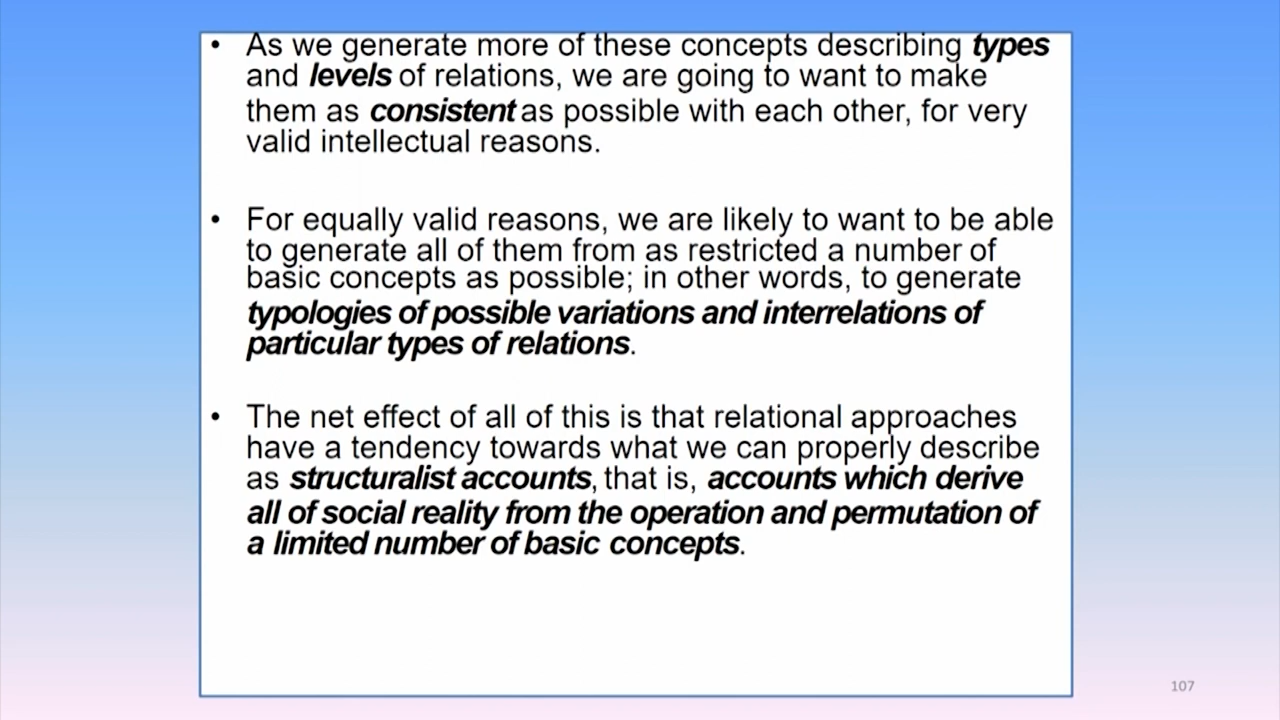 • As we generate more of these concepts describing types
and levels of relations, we are going to want to make
them as consistent as possible with each other, for very
valid intellectual reasons.
• For equally valid reasons, we are likely to want to be able
to generate all of them from as restricted a number of
basic concepts as possible; in other words, to generate
typologies of possible variations and interrelations of
particular types of relations.
• The net effect of all of this is that relational approaches
have a tendency towards what we can properly describe
as structuralist accounts, that is, accounts which derive
all of social reality from the operation and permutation of
a limited number of basic concepts.
107